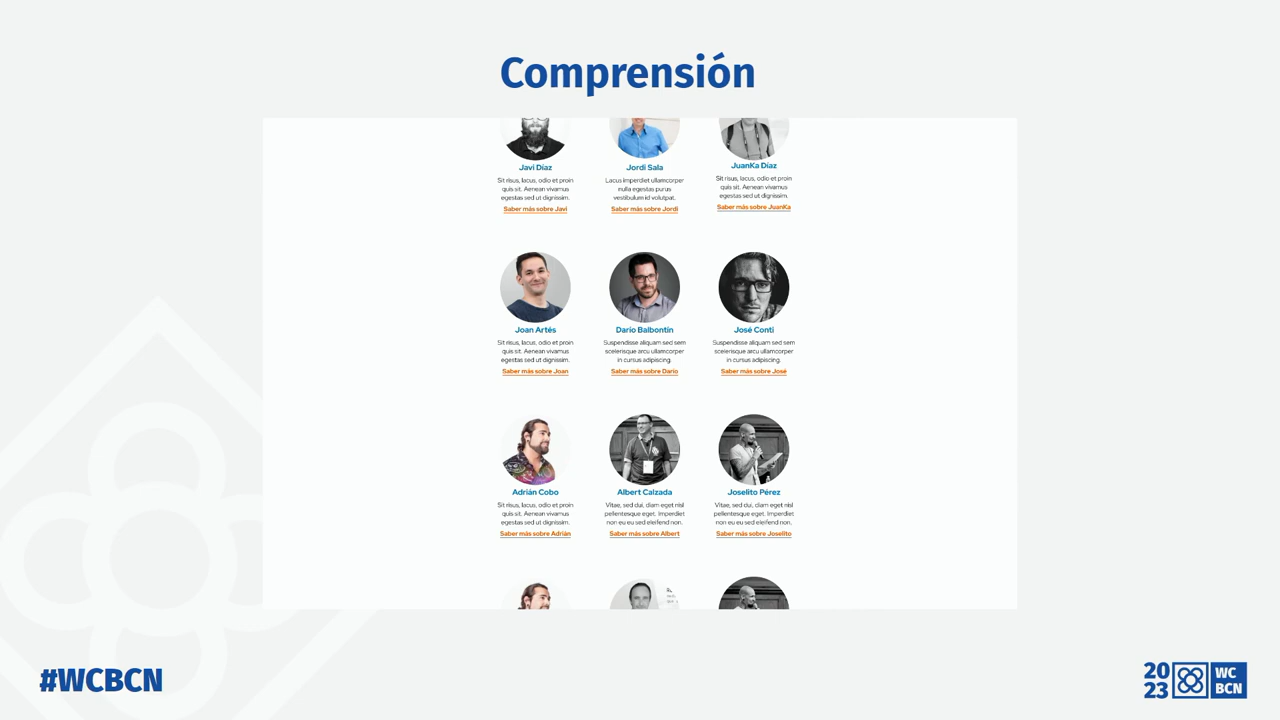 Comprensión
Javi Díaz
Jordi Sala
JuanKa Díaz
Sit risus, lacus, odio et proin
quis sit. Aenean vivamus
egestas sed ut dignissim.
Saber más sobre Javi
Lacus imperdiet ullamcorper
nulla egestas purus
vestibulum id volutpat.
Saber más sobre Jordi
Sit risus, lacus, odio et proin
quis sit. Aenean vivamus
egestas sed ut dignissim.
Saber más sobre JuanKa
Joan Artés
Darío Balbontín
José Conti
Sit risus, lacus, odio et proin
quis sit. Aenean vivamus
egestas sed ut dignissim.
Saber más sobre Joan
Suspendisse aliquam sed sem
scelerisque arcu ullamcorper
in cursus adipiscing.
Saber más sobre Darío
Suspendisse aliquam sed sem
scelerisque arcu ullamcorper
in cursus adipiscing.
Saber más sobre José
Adrián Cobo
Albert Calzada
Joselito Pérez
Sit risus, lacus, odio et proin
quis sit. Aenean vivamus
egestas sed ut dignissim.
Saber más sobre Adrián
Vitae, sed dui, diam eget nisl
pellentesque eget. Imperdiet
non eu eu sed eleifend non.
Saber más sobre Albert
Vitae, sed dui, diam eget nisl
pellentesque eget. Imperdiet
non eu eu sed eleifend non.
Saber más sobre Joselito
#WCBCN
20
23
WC
BCN